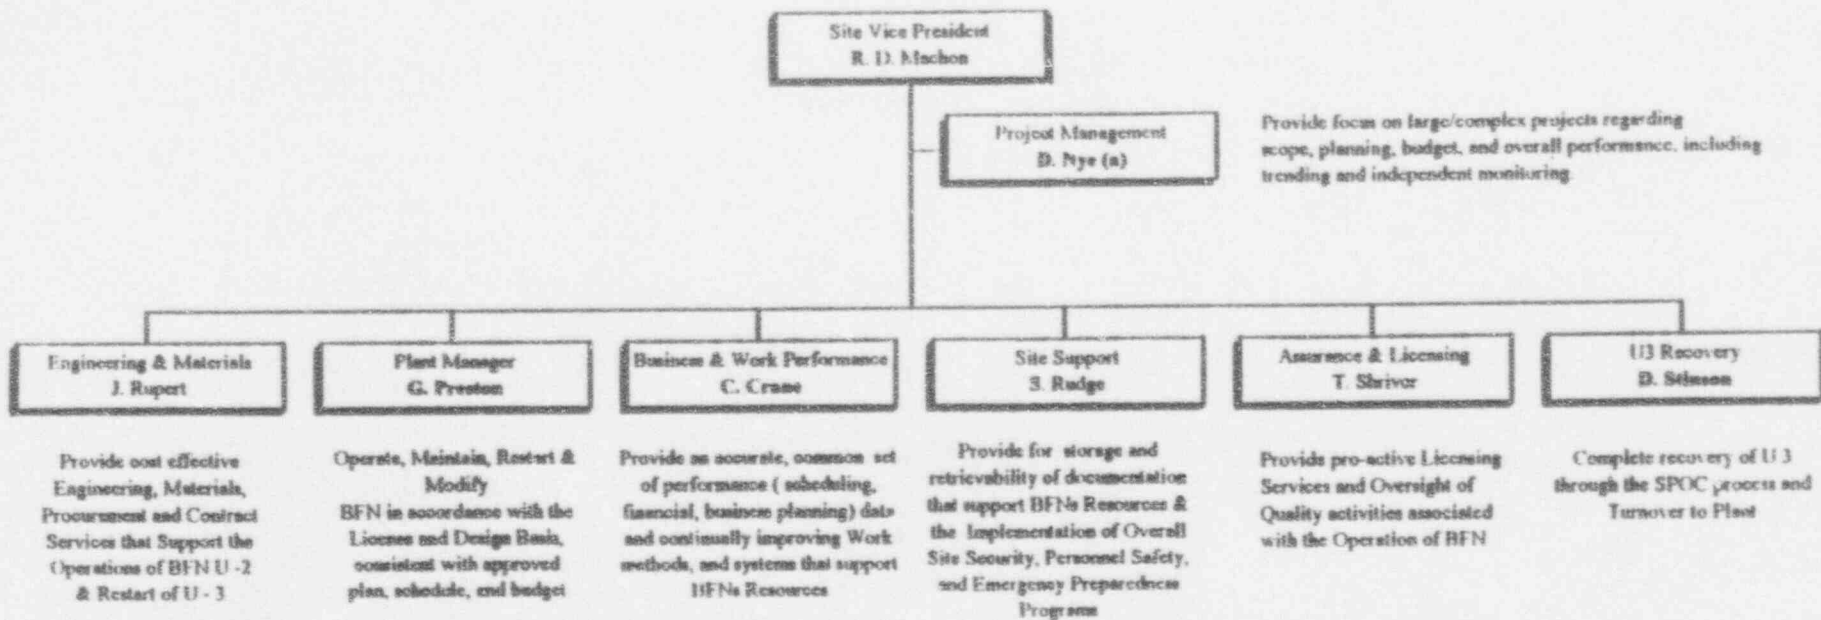 Site Vice President
R. D. Machon
Project Management
D. Nye (a)
Provide focus on large/complex projects regarding
scope, planning, budget, and overall performance, including
trending and independent monitoring
Engineering & Materials
J. Rupert
Plant Manager
G. Preston
Business & Work Performance
C. Crane
Site Support
S. Rudge
Assurance & Licensing
T. Shriver
U3 Recovery
D. Stinson
Provide cost effective
Engineering, Materials,
Procurement and Contract
Services that Support the
Operations of BFN U -2
& Restart of U - 3
Operate, Maintain, Restart &
Modify
BFN in accordance with the
License and Design Basis,
consistent with approved
plan, schedule, and budget
Provide an accurate, common set
of performance ( scheduling,
financial, business planning) data
and continually improving Work
methods, and systems that support
BFNs Resources
Provide for storage and
retrievability of documentation
that support BFNs Resources &
the Implementation of Overall
Site Security, Personnel Safety,
and Emergency Preparedness
Programs
Provide pro-active Licensing
Services and Oversight of
Quality activities associated
with the Operation of BFN
Complete recovery of U 3
through the SPOC process and
Turnover to Plant